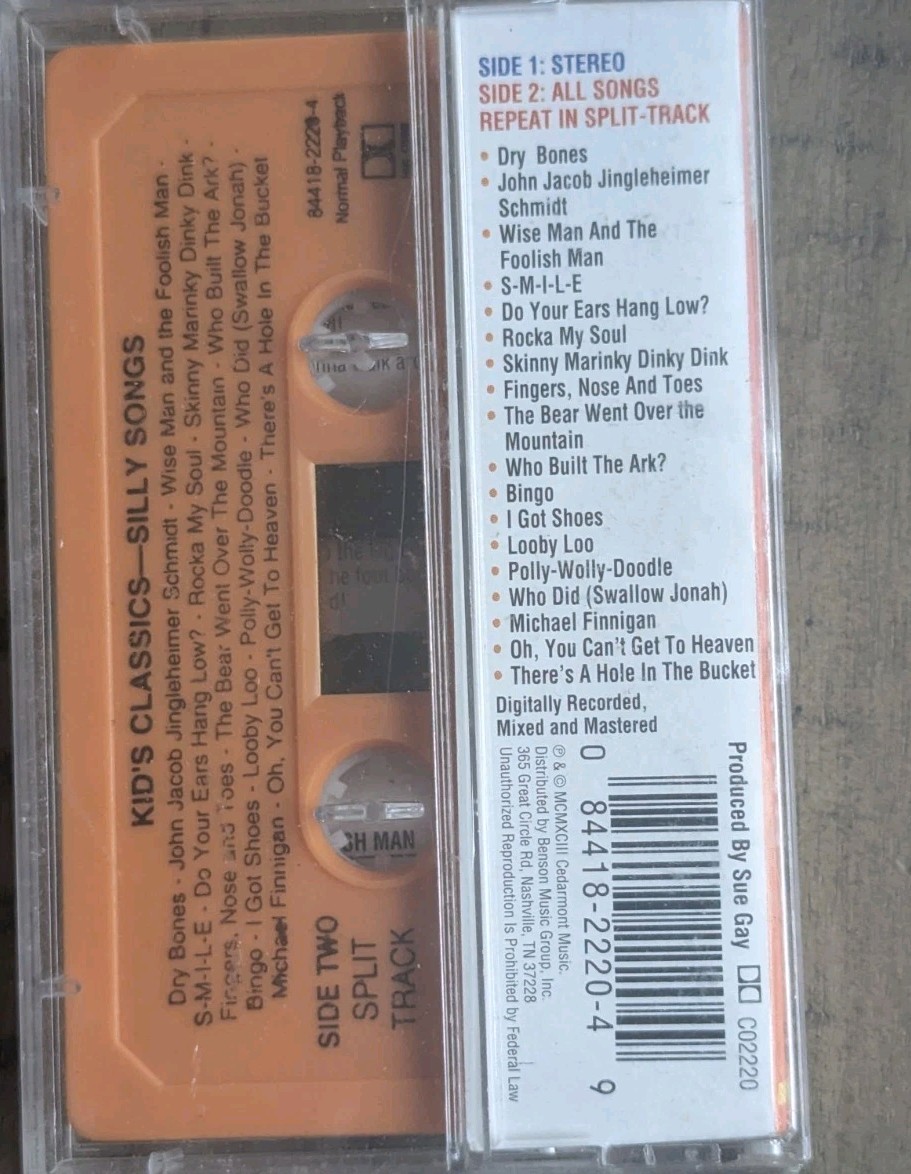 KID'S CLASSICS—SILLY SONGS
Dry Bones · John Jacob Jingleheimer Schmidt · Wise Man and the Foolish Man ·
S-M-I-L-E · Do Your Ears Hang Low? · Rocka My Soul · Skinny Marinky Dinky Dink ·
Fingers, Nose and Toes · The Bear Went Over The Mountain · Who Built The Ark? ·
Bingo · I Got Shoes · Looby Loo · Polly-Wolly-Doodle · Who Did (Swallow Jonah) ·
Michael Finnigan · Oh, You Can't Get To Heaven · There's A Hole In The Bucket
84418-2220-4
Normal Playback
SIDE TWO
SPLIT
TRACK
MAN
SIDE 1: STEREO
SIDE 2: ALL SONGS
REPEAT IN SPLIT-TRACK
• Dry Bones
• John Jacob Jingleheimer
Schmidt
• Wise Man And The
Foolish Man
• S-M-I-L-E
• Do Your Ears Hang Low?
• Rocka My Soul
• Skinny Marinky Dinky Dink
• Fingers, Nose And Toes
• The Bear Went Over the
Mountain
• Who Built The Ark?
• Bingo
• I Got Shoes
• Looby Loo
• Polly-Wolly-Doodle
• Who Did (Swallow Jonah)
• Michael Finnigan
• Oh, You Can't Get To Heaven
• There's A Hole In The Bucket
Digitally Recorded,
Mixed and Mastered
Produced By Sue Gay C02220
0 84418-2220-4 9
℗ & © MCMXCIII Cedarmont Music.
Distributed by Benson Music Group, Inc.
365 Great Circle Rd, Nashville, TN 37228
Unauthorized Reproduction Is Prohibited by Federal Law